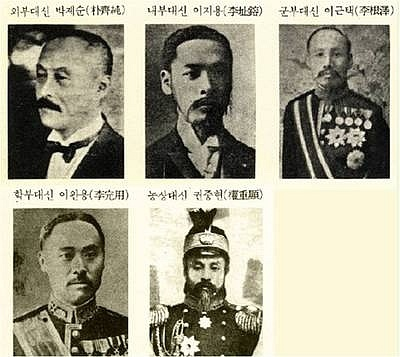 외부대신 박제순(朴齊純)
내부대신 이지용(李址鎔)
군부대신 이근택(李根澤)
학부대신 이완용(李完用)
농상대신 권중현(權重顯)